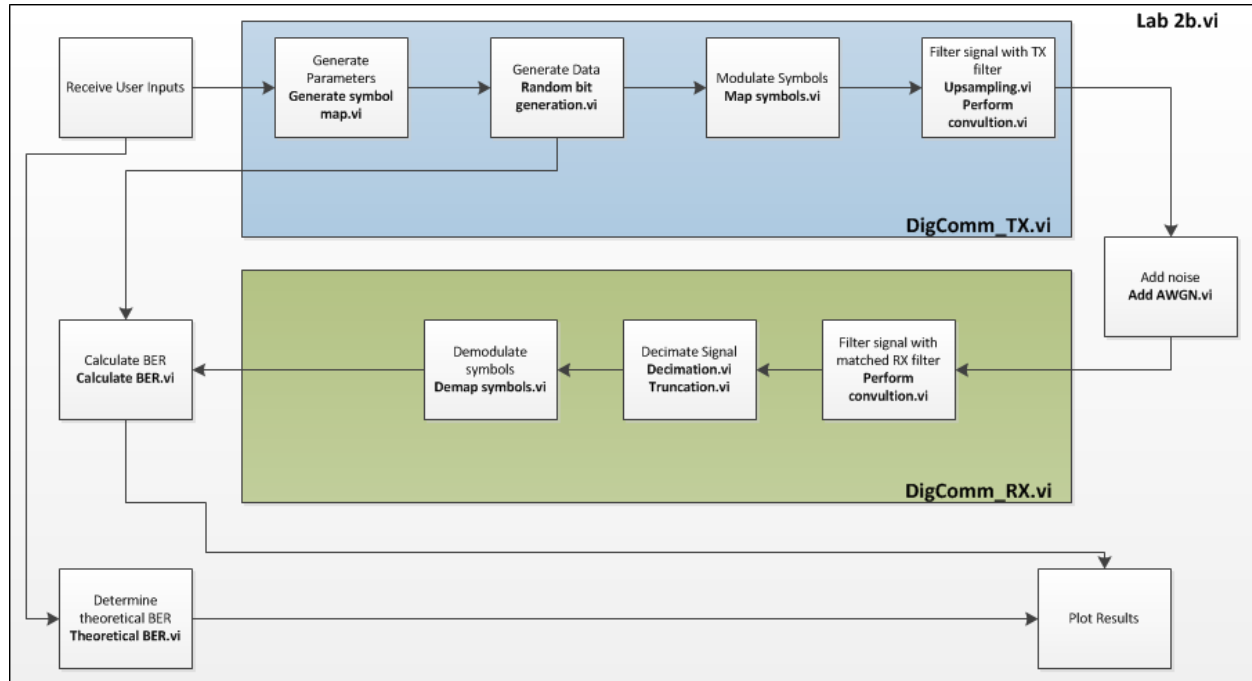 Lab 2b.vi
Receive User Inputs
Generate
Parameters
Generate symbol
map.vi
Generate Data
Random bit
generation.vi
Modulate Symbols
Map symbols.vi
Filter signal with TX
filter
Upsampling.vi
Perform
convultion.vi
DigComm_TX.vi
Add noise
Add AWGN.vi
Calculate BER
Calculate BER.vi
Demodulate
symbols
Demap symbols.vi
Decimate Signal
Decimation.vi
Truncation.vi
Filter signal with
matched RX filter
Perform
convultion.vi
DigComm_RX.vi
Determine
theoretical BER
Theoretical BER.vi
Plot Results